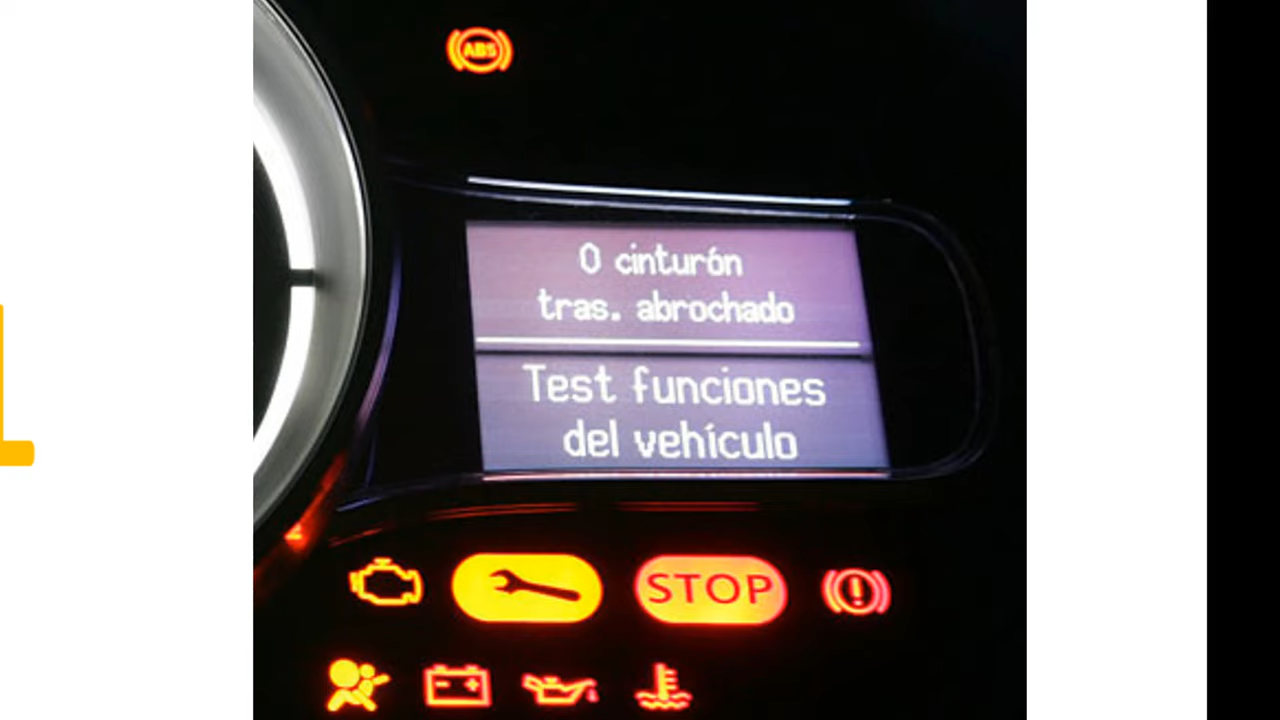 ABS
0 cinturón
tras. abrochado
Test funciones
del vehículo
STOP